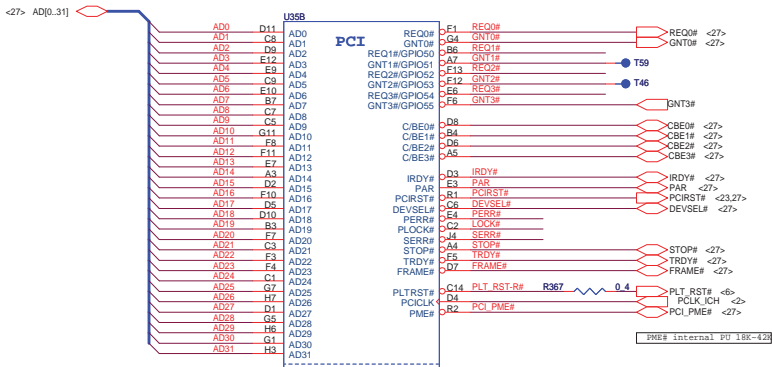 <27> AD[0..31]
U35B
PCI
AD0 D11 AD0
AD1 C8 AD1
AD2 D9 AD2
AD3 E12 AD3
AD4 E9 AD4
AD5 C9 AD5
AD6 E10 AD6
AD7 B7 AD7
AD8 C7 AD8
AD9 C5 AD9
AD10 G11 AD10
AD11 F8 AD11
AD12 F11 AD12
AD13 E7 AD13
AD14 A3 AD14
AD15 D2 AD15
AD16 F10 AD16
AD17 D5 AD17
AD18 D10 AD18
AD19 B3 AD19
AD20 F7 AD20
AD21 C3 AD21
AD22 F3 AD22
AD23 F4 AD23
AD24 C1 AD24
AD25 G7 AD25
AD26 H7 AD26
AD27 D1 AD27
AD28 G5 AD28
AD29 H6 AD29
AD30 G1 AD30
AD31 H3 AD31
REQ0# F1 REQ0# REQ0# <27>
GNT0# G4 GNT0# GNT0# <27>
REQ1#/GPIO50 B6 REQ1#
GNT1#/GPIO51 A7 GNT1# T59
REQ2#/GPIO52 F13 REQ2#
GNT2#/GPIO53 F12 GNT2# T46
REQ3#/GPIO54 E6 REQ3#
GNT3#/GPIO55 F6 GNT3# GNT3#
C/BE0# D8 CBE0# <27>
C/BE1# B4 CBE1# <27>
C/BE2# D6 CBE2# <27>
C/BE3# A5 CBE3# <27>
IRDY# D3 IRDY# IRDY# <27>
PAR E3 PAR PAR <27>
PCIRST# R1 PCIRST# PCIRST# <23,27>
DEVSEL# C6 DEVSEL# DEVSEL# <27>
PERR# E4 PERR#
PLOCK# C2 LOCK#
SERR# J4 SERR#
STOP# A4 STOP# STOP# <27>
TRDY# F5 TRDY# TRDY# <27>
FRAME# D7 FRAME# FRAME# <27>
PLTRST# C14 PLT_RST-R# R367 0_4 PLT_RST# <6>
PCICLK D4 PCLK_ICH <2>
PME# R2 PCI_PME# PCI_PME# <27>
PME# internal PU 18K-42K